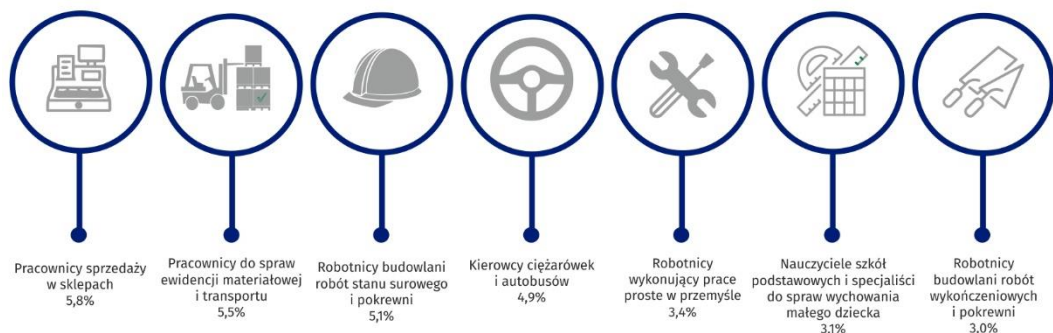 Pracownicy sprzedaży
w sklepach
5,8%
Pracownicy do spraw
ewidencji materiałowej
i transportu
5,5%
Robotnicy budowlani
robót stanu surowego
i pokrewni
5,1%
Kierowcy ciężarówek
i autobusów
4,9%
Robotnicy
wykonujący prace
proste w przemyśle
3,4%
Nauczyciele szkół
podstawowych i specjaliści
do spraw wychowania
małego dziecka
3,1%
Robotnicy
budowlani robót
wykończeniowych
i pokrewni
3,0%